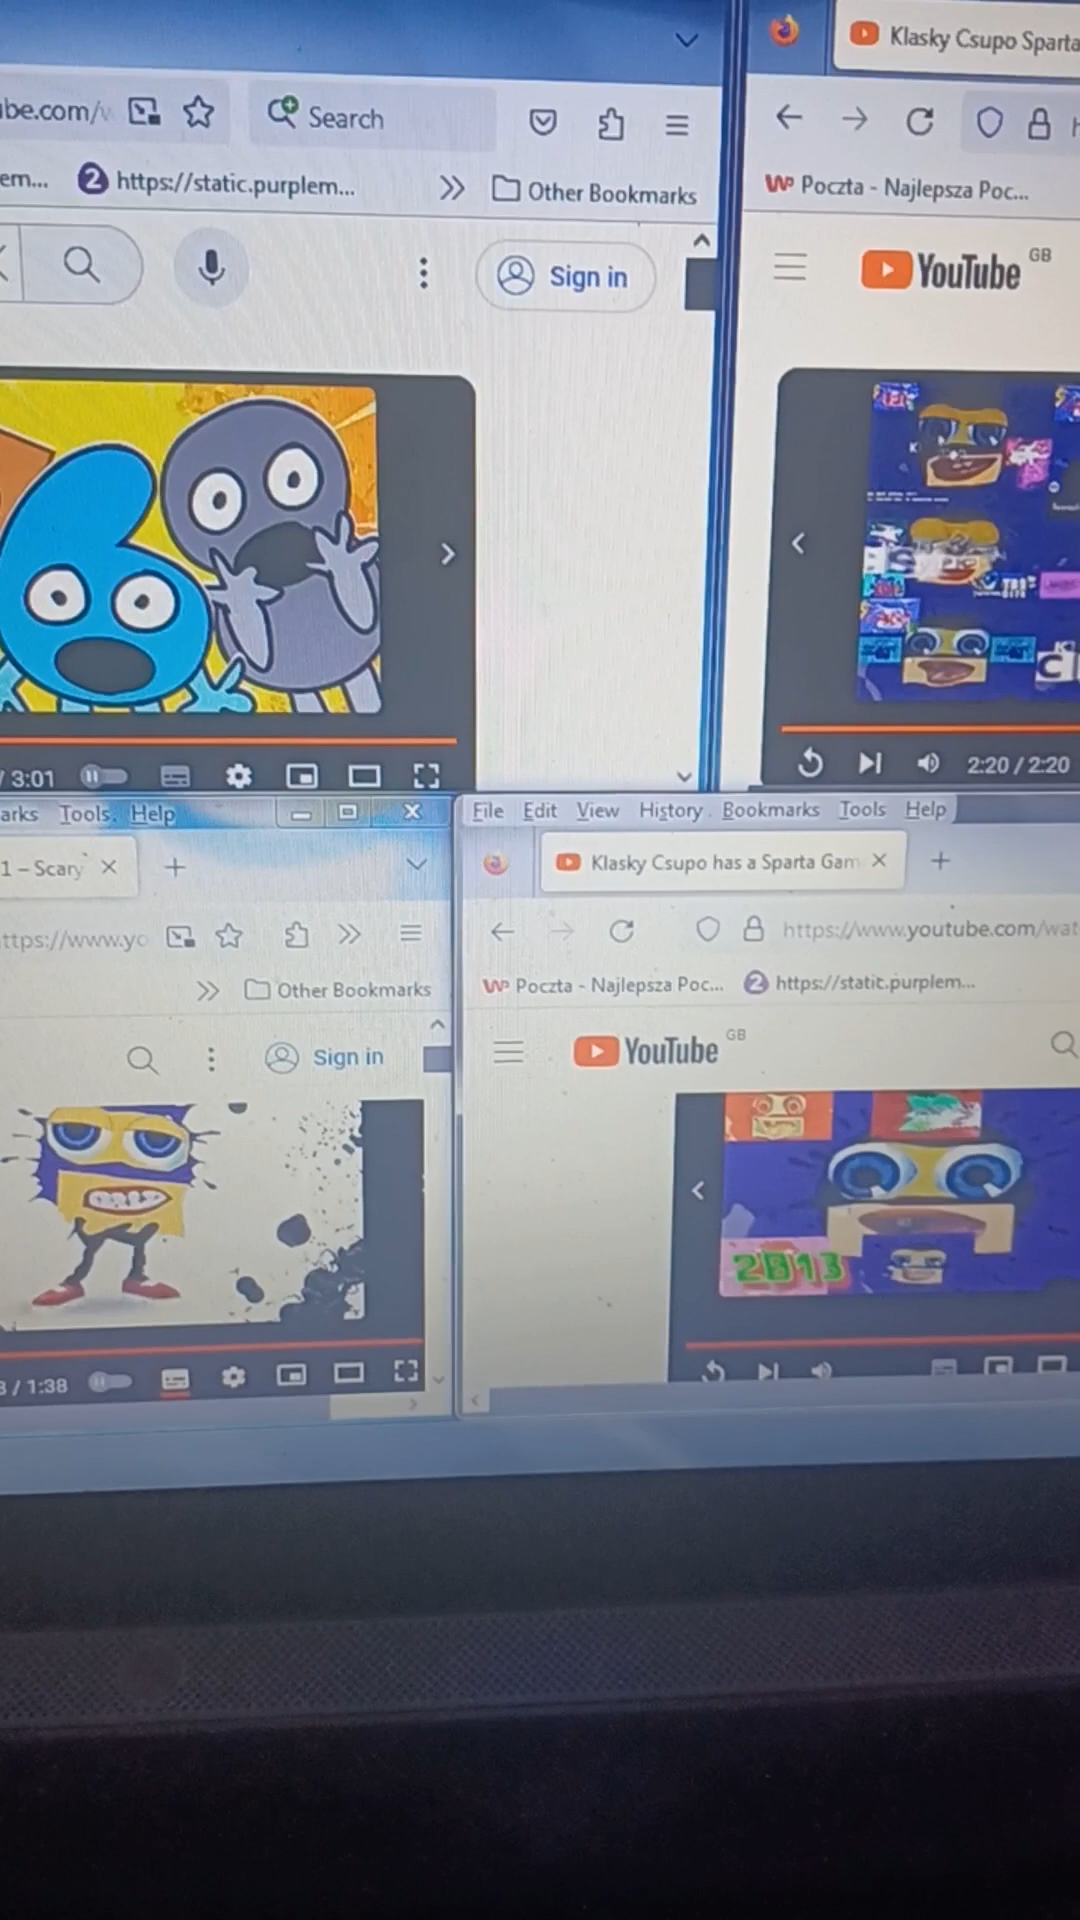 Klasky Csupo Sparta
be.com/w
Search
em...
2 https://static.purplem...
Other Bookmarks
Poczta - Najlepsza Poc...
Sign in
YouTube GB
/ 3:01
2:20 / 2:20
arks Tools Help
File Edit View History Bookmarks Tools Help
1 – Scary
Klasky Csupo has a Sparta Gam
ttps://www.yo
https://www.youtube.com/wat
Other Bookmarks
Poczta - Najlepsza Poc...
2 https://static.purplem...
Sign in
YouTube GB
2013
/ 1:38